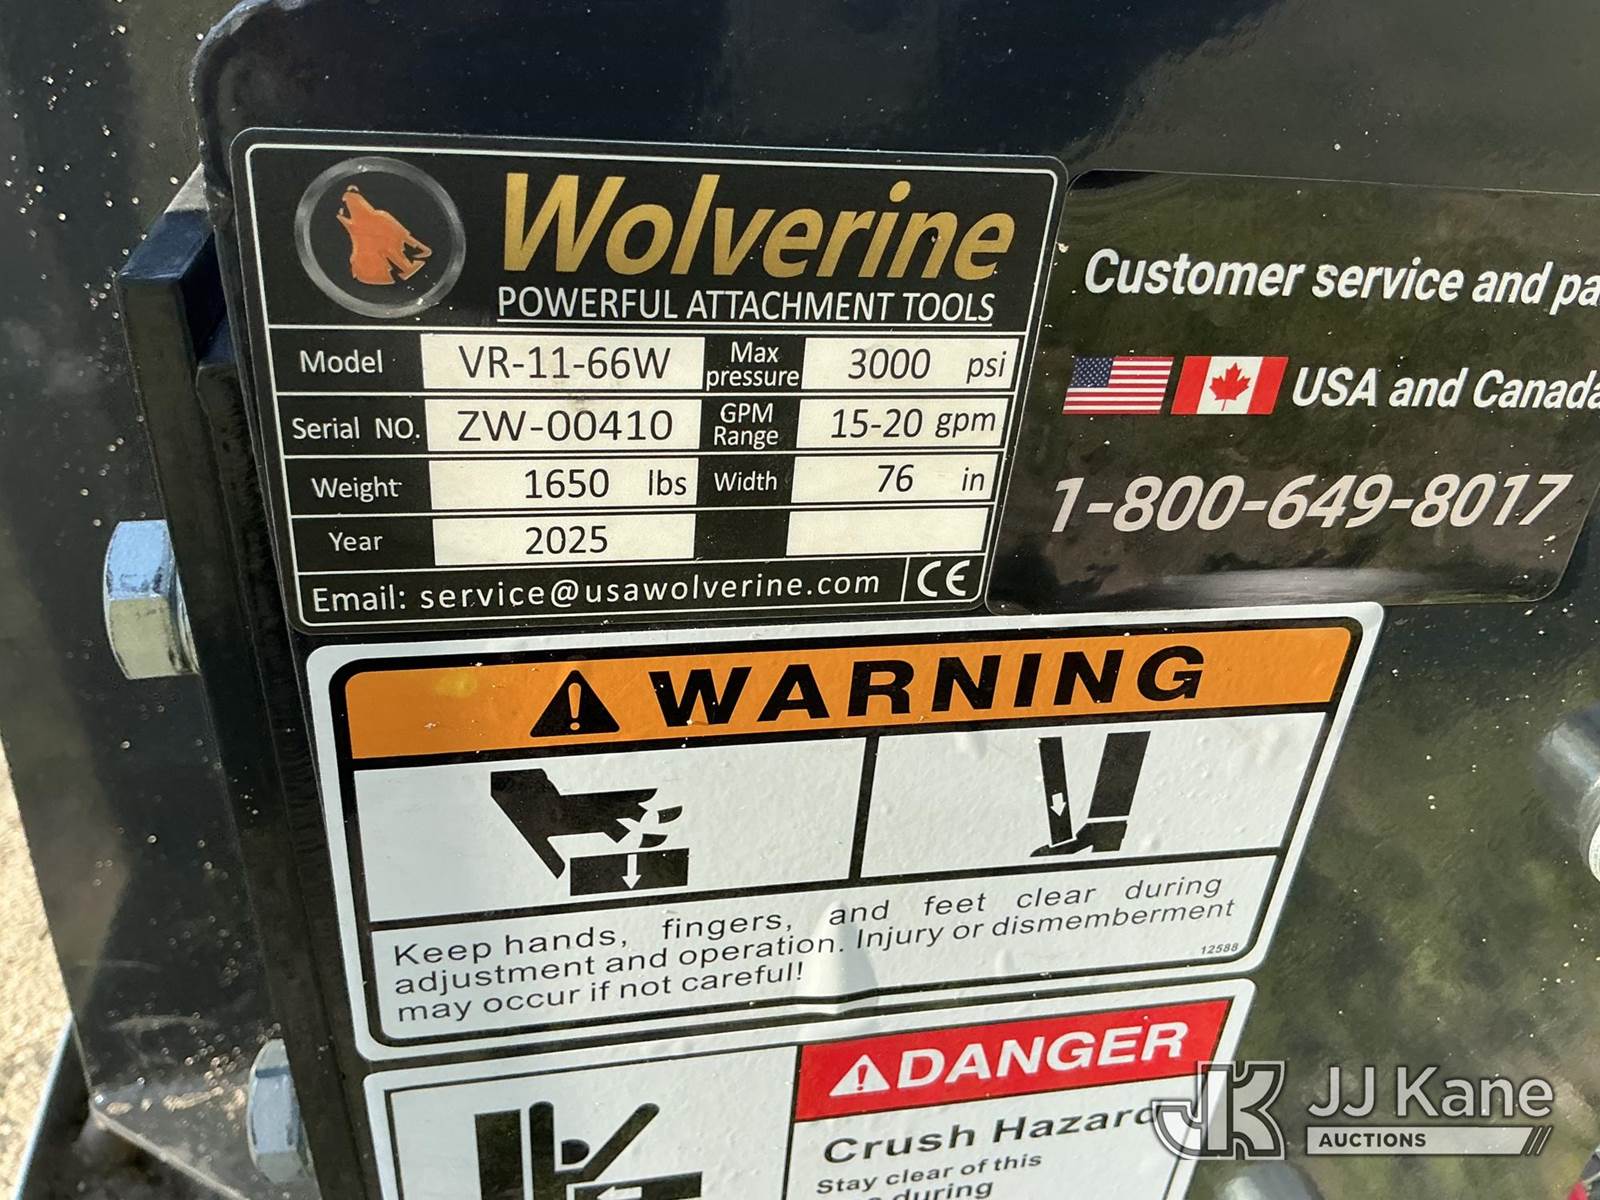 Wolverine
POWERFUL ATTACHMENT TOOLS
Model VR-11-66W Max pressure 3000 psi
Serial NO. ZW-00410 GPM Range 15-20 gpm
Weight 1650 lbs Width 76 in
Year 2025
Email: service@usawolverine.com CE
Customer service and
USA and Canada
1-800-649-8017
WARNING
Keep hands, fingers, and feet clear during
adjustment and operation. Injury or dismemberment
may occur if not careful!
12588
DANGER
Crush Hazard
Stay clear of this
during
JK JJ Kane
AUCTIONS